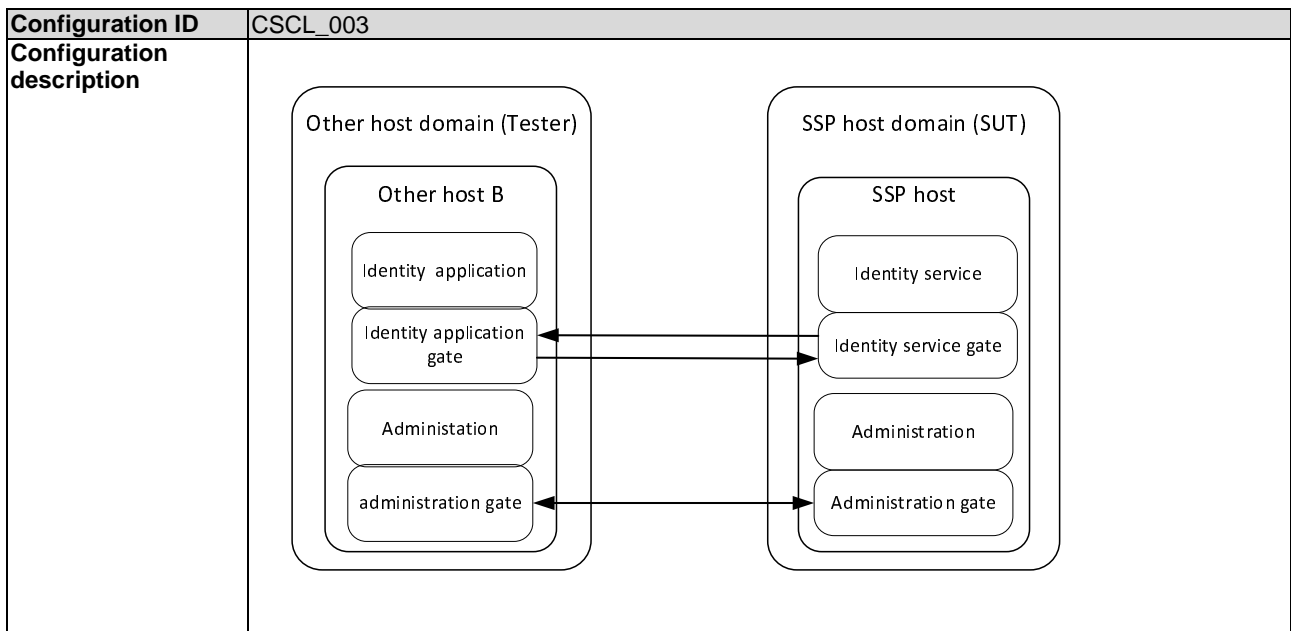 Configuration ID CSCL_003
Configuration
description
Other host domain (Tester) SSP host domain (SUT)
Other host B SSP host
Identity application Identity service
Identity application
gate
Identity service gate
Administation Administration
administration gate Administration gate